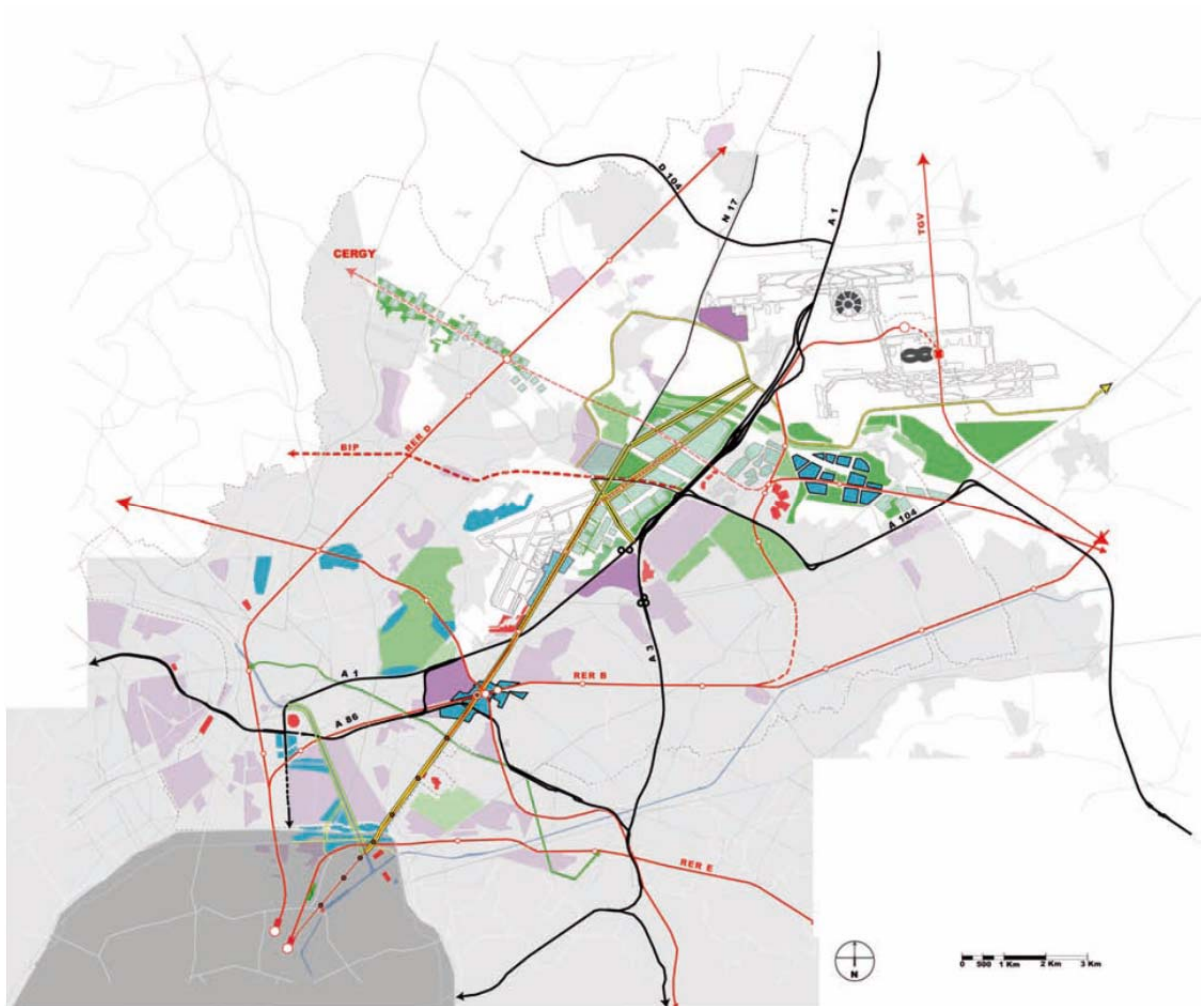 D 104
N 17
A 1
TGV
CERGY
RER D
BIP
A 104
A 3
A 1
RER B
A 86
RER E
N
0 500 1 Km 2 Km 3 Km